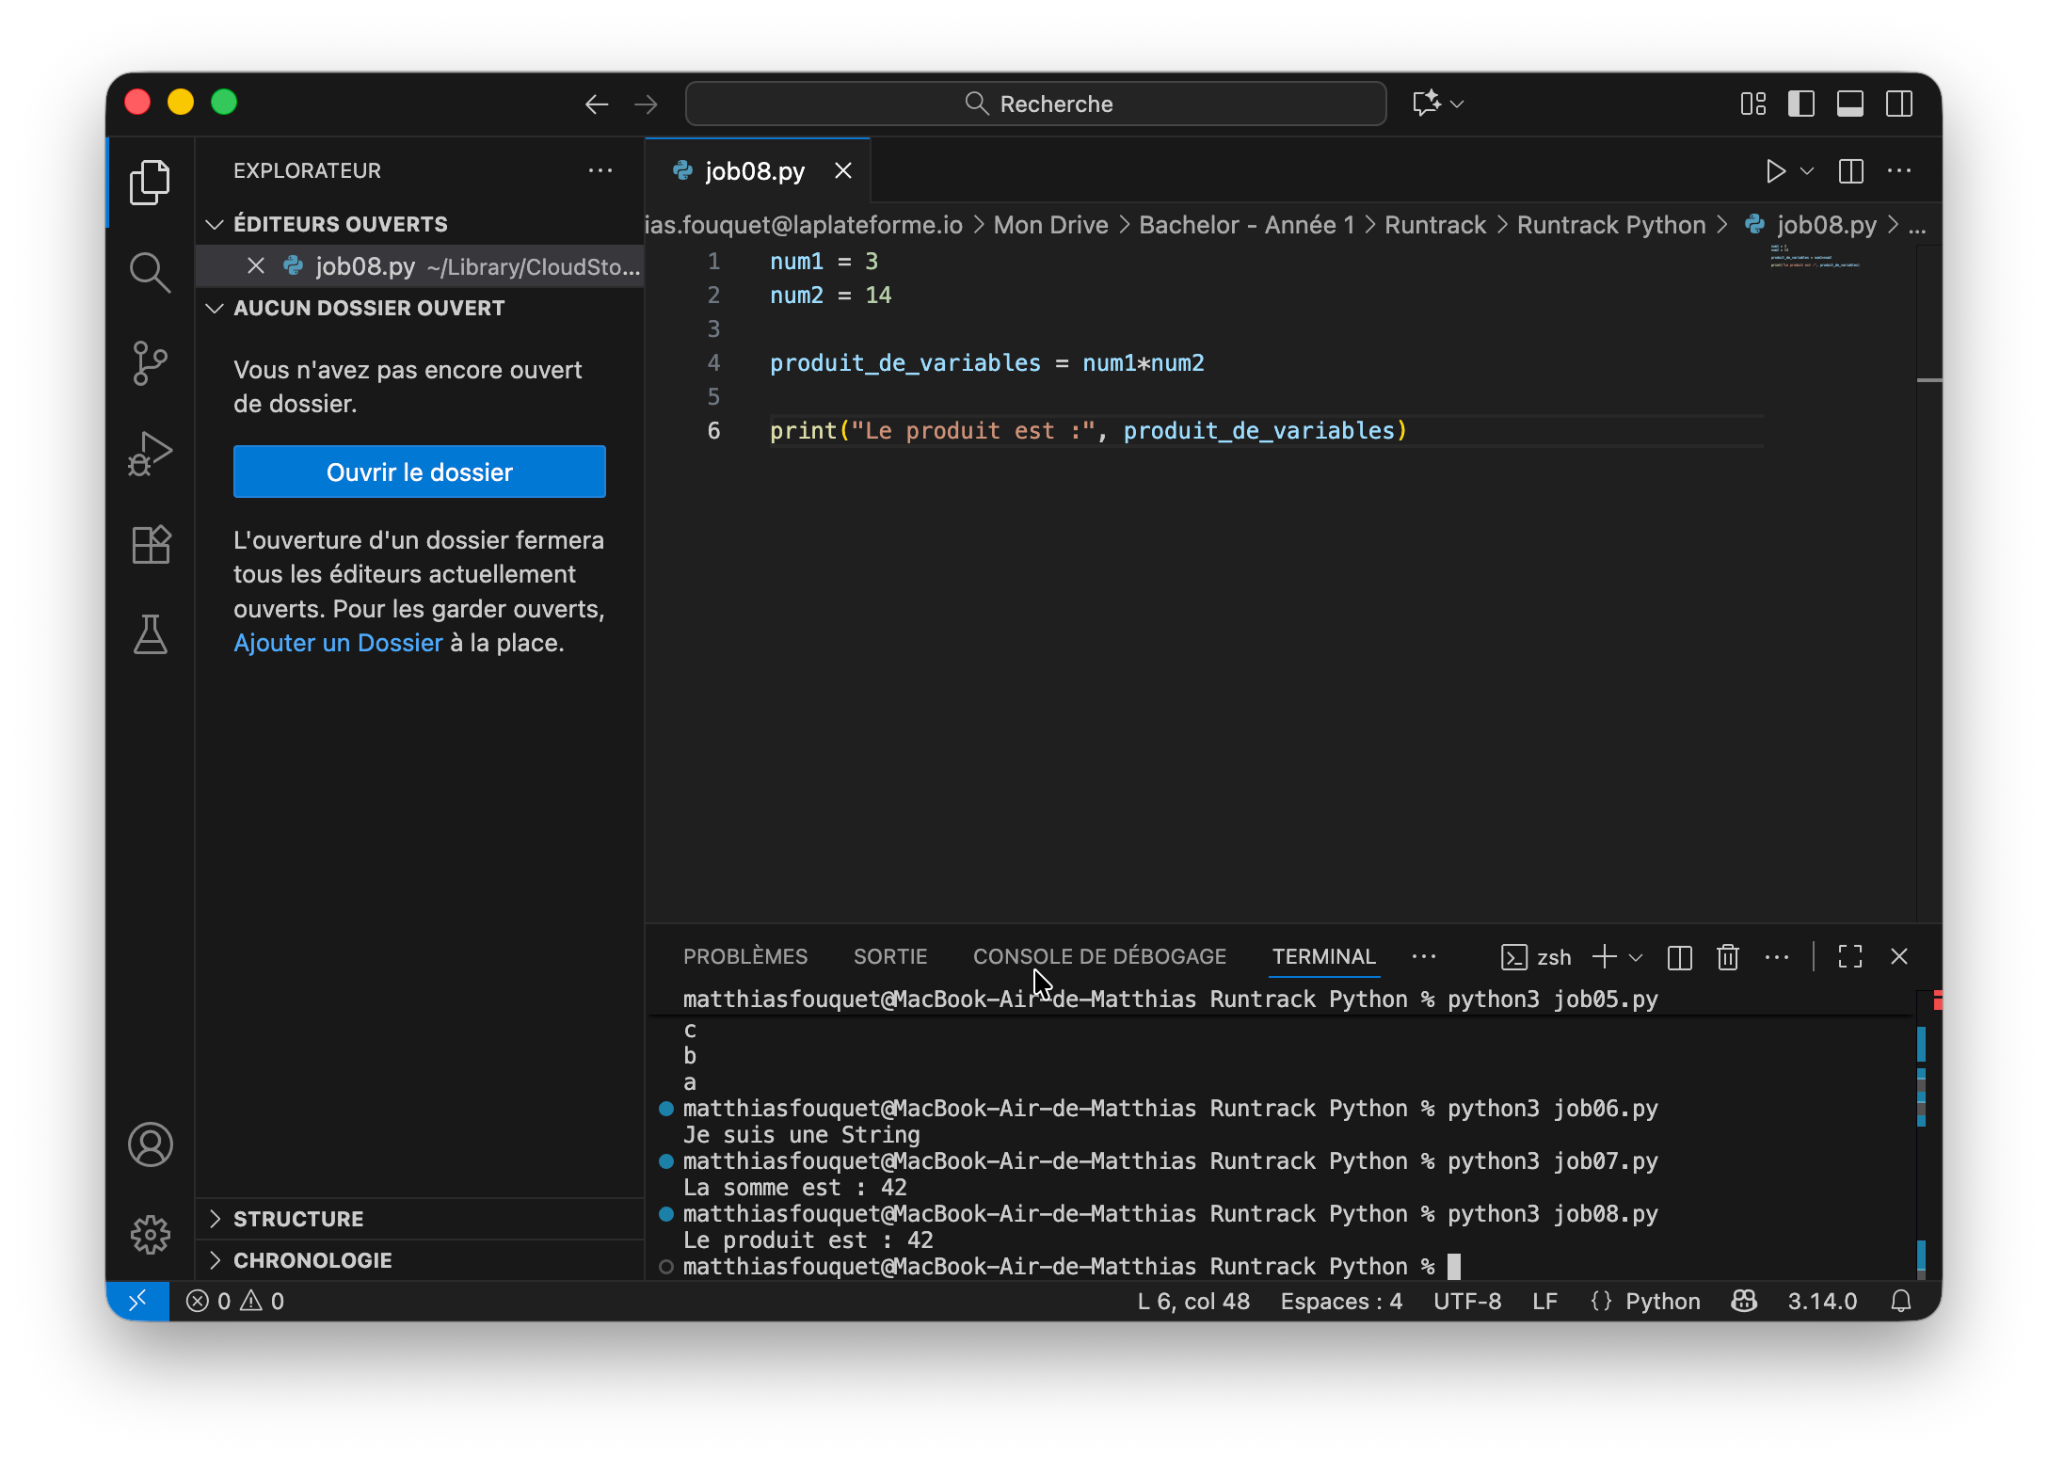 Recherche
EXPLORATEUR
ÉDITEURS OUVERTS
job08.py ~/Library/CloudSto...
AUCUN DOSSIER OUVERT
Vous n'avez pas encore ouvert
de dossier.
Ouvrir le dossier
L'ouverture d'un dossier fermera
tous les éditeurs actuellement
ouverts. Pour les garder ouverts,
Ajouter un Dossier à la place.
STRUCTURE
CHRONOLOGIE
job08.py
ias.fouquet@laplateforme.io > Mon Drive > Bachelor - Année 1 > Runtrack > Runtrack Python > job08.py > ...
1 num1 = 3
2 num2 = 14
3
4 produit_de_variables = num1*num2
5
6 print("Le produit est :", produit_de_variables)
PROBLÈMES SORTIE CONSOLE DE DÉBOGAGE TERMINAL ... zsh
matthiasfouquet@MacBook-Air-de-Matthias Runtrack Python % python3 job05.py
c
b
a
matthiasfouquet@MacBook-Air-de-Matthias Runtrack Python % python3 job06.py
Je suis une String
matthiasfouquet@MacBook-Air-de-Matthias Runtrack Python % python3 job07.py
La somme est : 42
matthiasfouquet@MacBook-Air-de-Matthias Runtrack Python % python3 job08.py
Le produit est : 42
matthiasfouquet@MacBook-Air-de-Matthias Runtrack Python %
0 0 L 6, col 48 Espaces : 4 UTF-8 LF {} Python 3.14.0